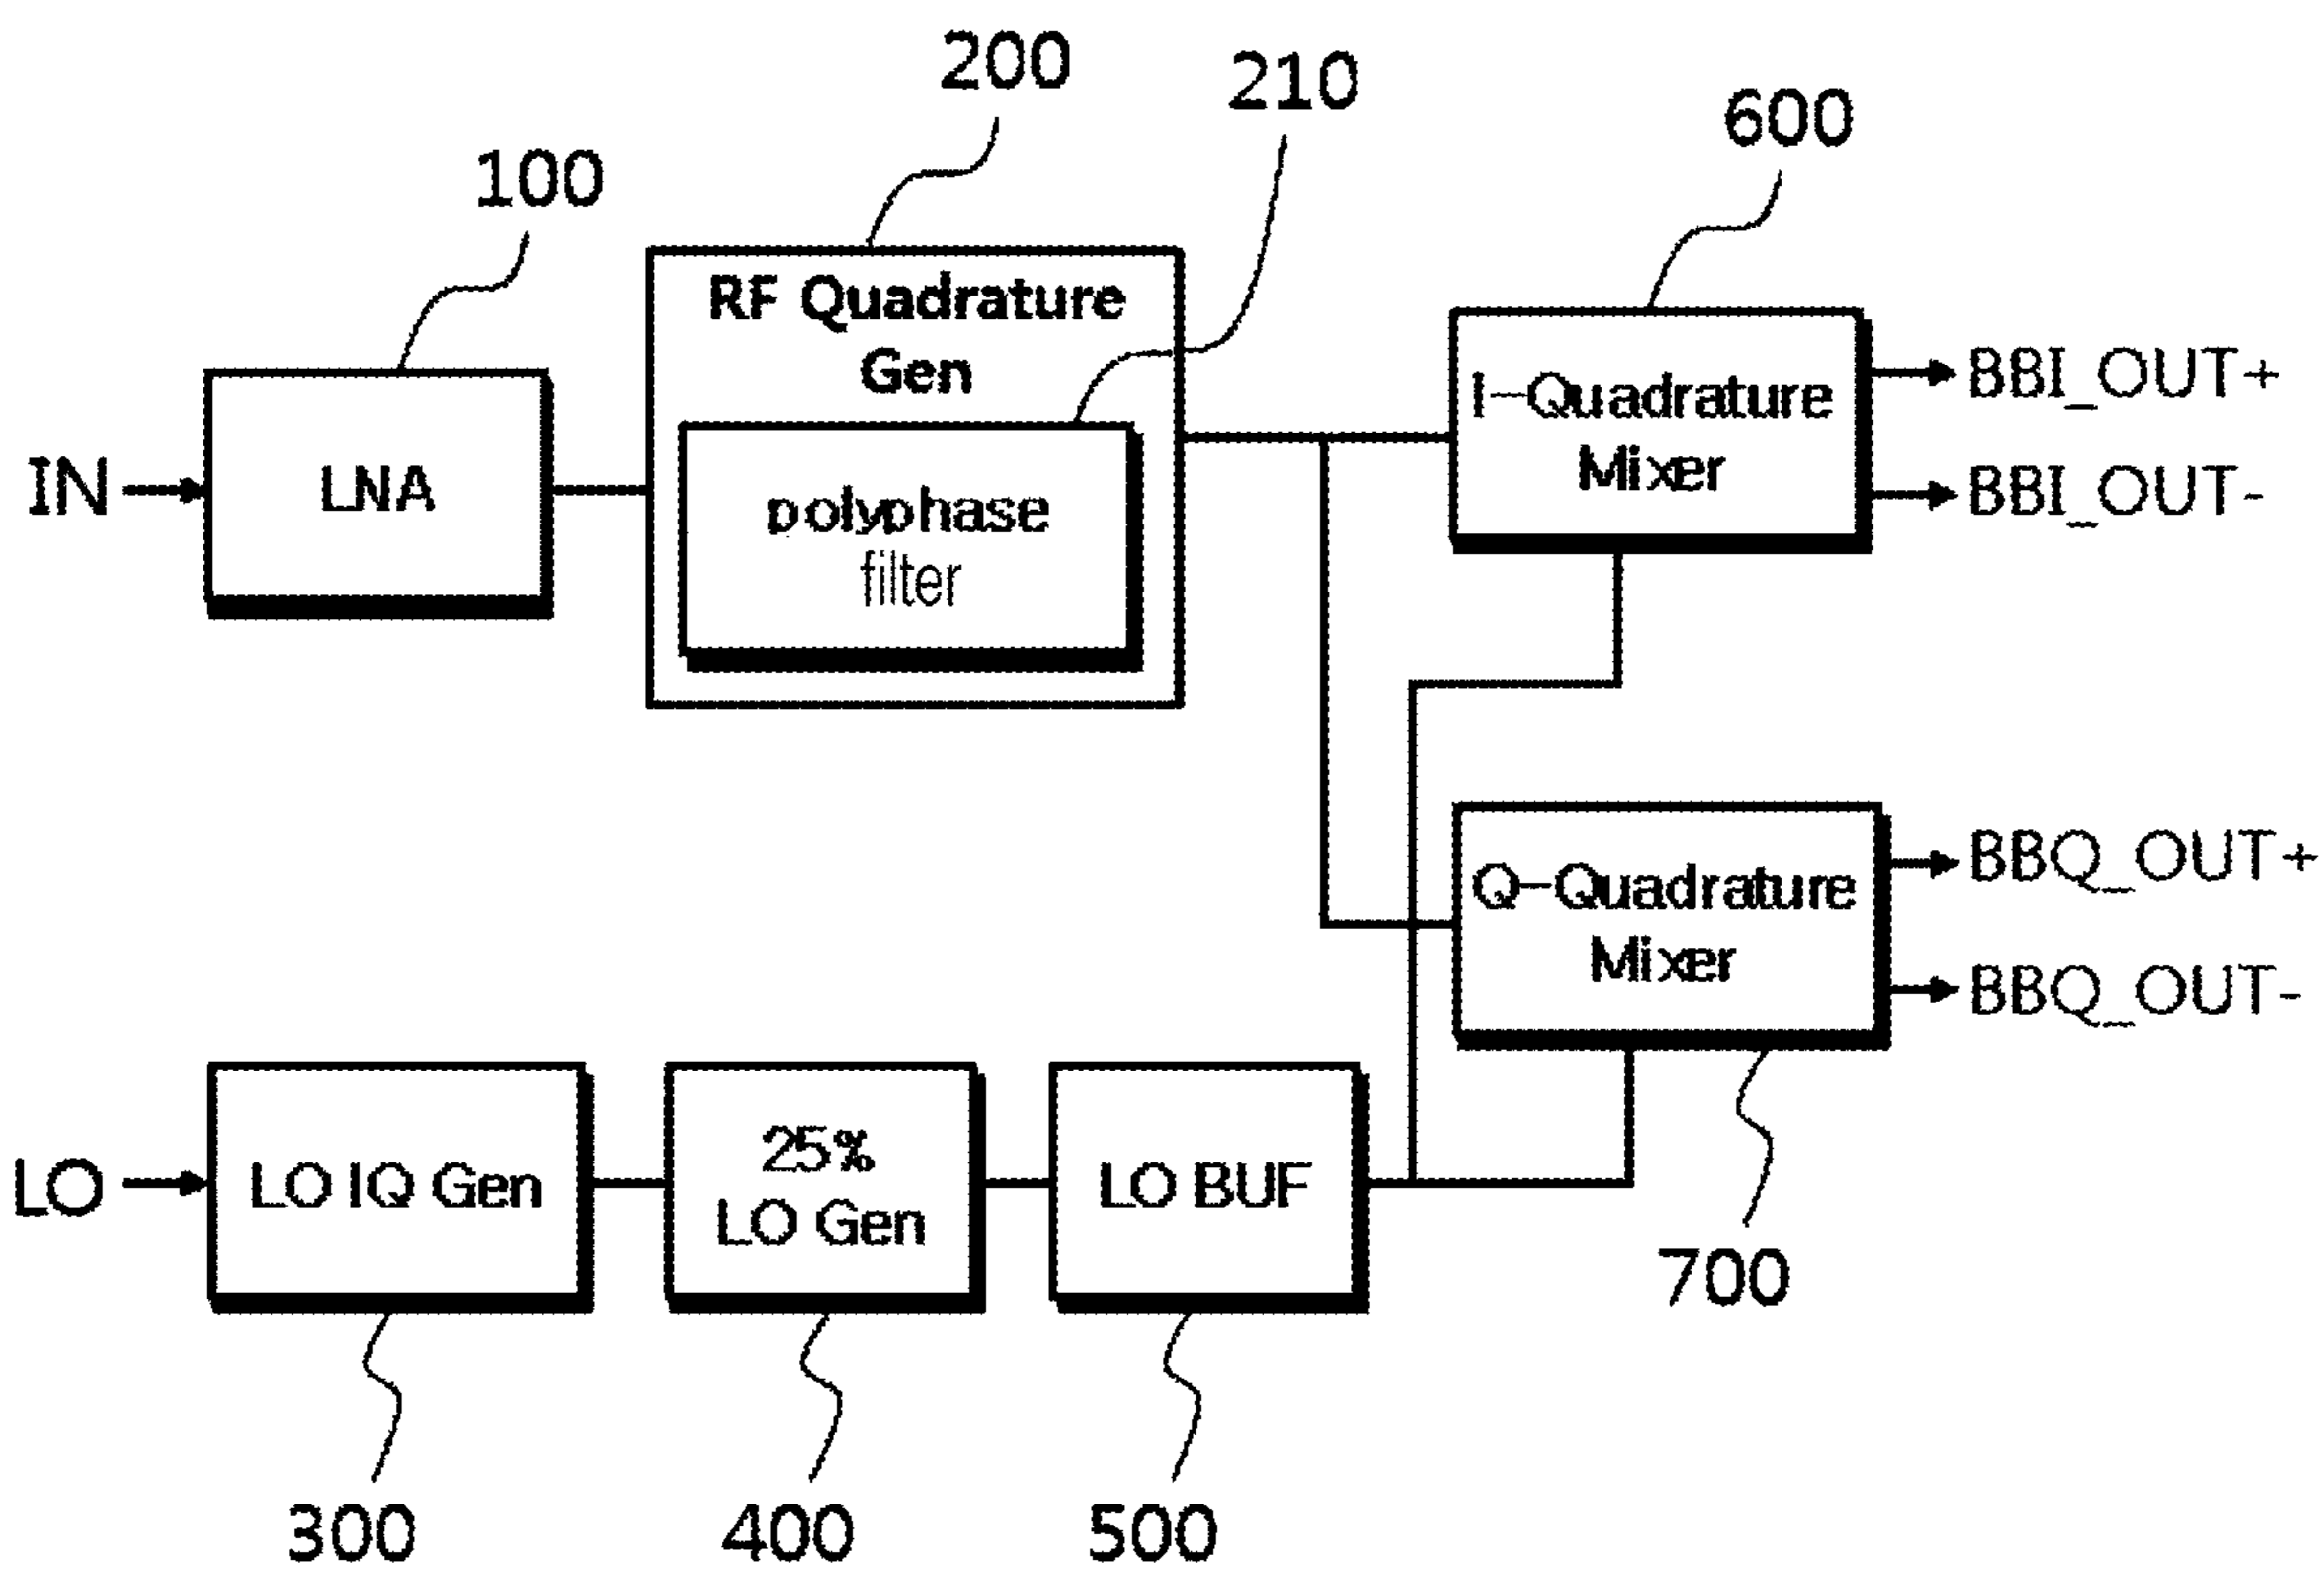 200
210
600
100
RF Quadrature
Gen
I-Quadrature
Mixer
BBI_OUT+
BBI_OUT-
IN
LNA
polyphase
filter
Q-Quadrature
Mixer
BBQ_OUT+
BBQ_OUT-
LO
LO IQ Gen
25%
LO Gen
LO BUF
700
300
400
500